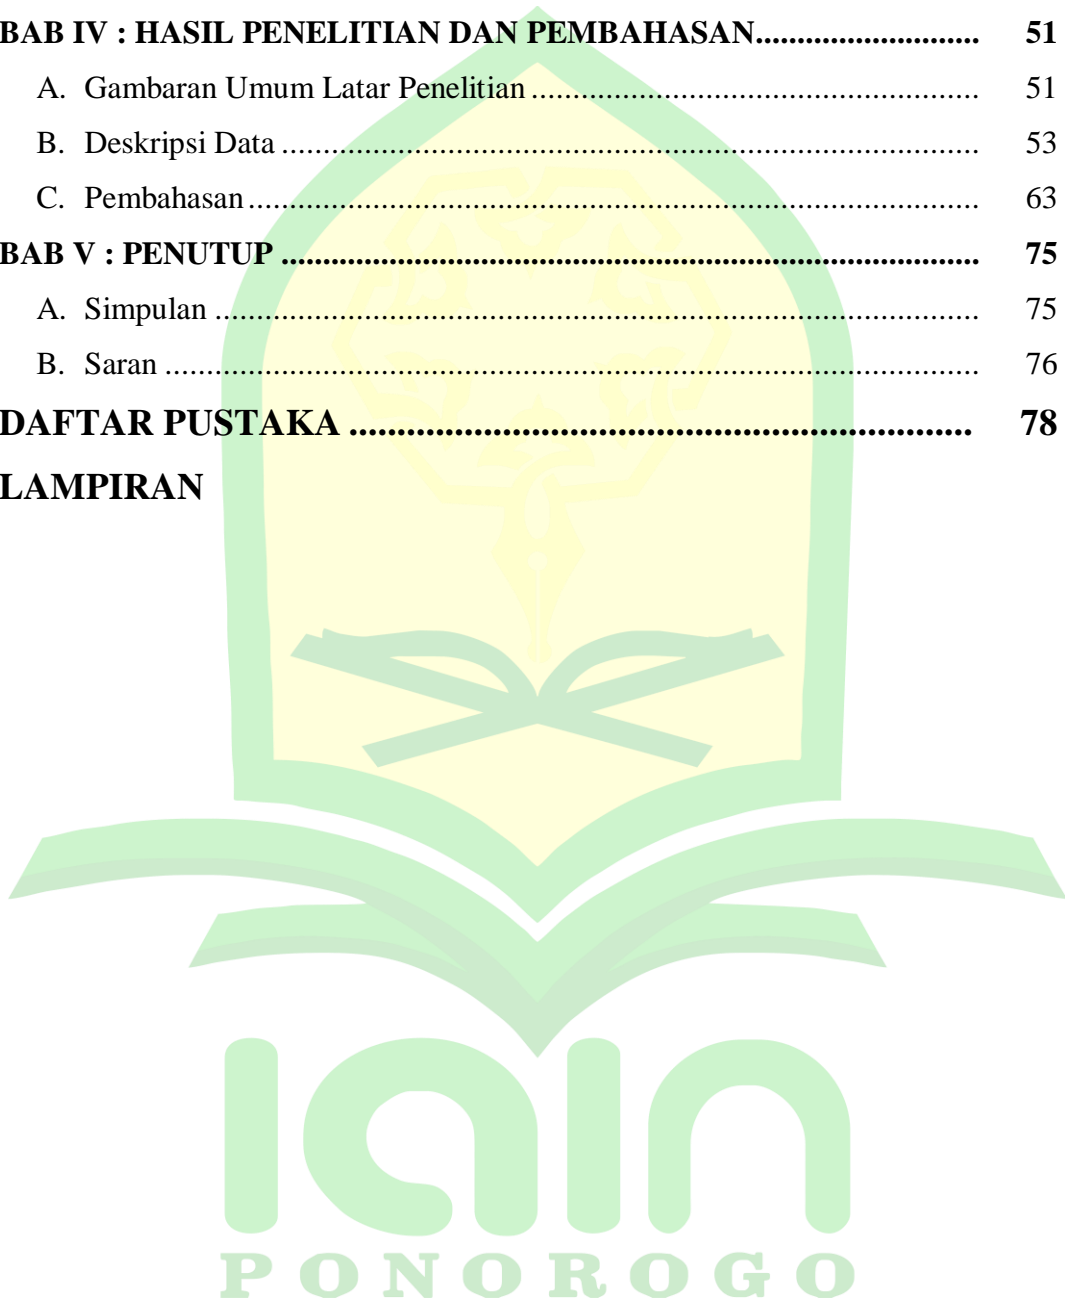 BAB IV : HASIL PENELITIAN DAN PEMBAHASAN........................... 51
A. Gambaran Umum Latar Penelitian ......................................................... 51
B. Deskripsi Data ......................................................................................... 53
C. Pembahasan ............................................................................................. 63
BAB V : PENUTUP ..................................................................................... 75
A. Simpulan ................................................................................................. 75
B. Saran ....................................................................................................... 76
DAFTAR PUSTAKA ................................................................ 78
LAMPIRAN
iain
PONOROGO